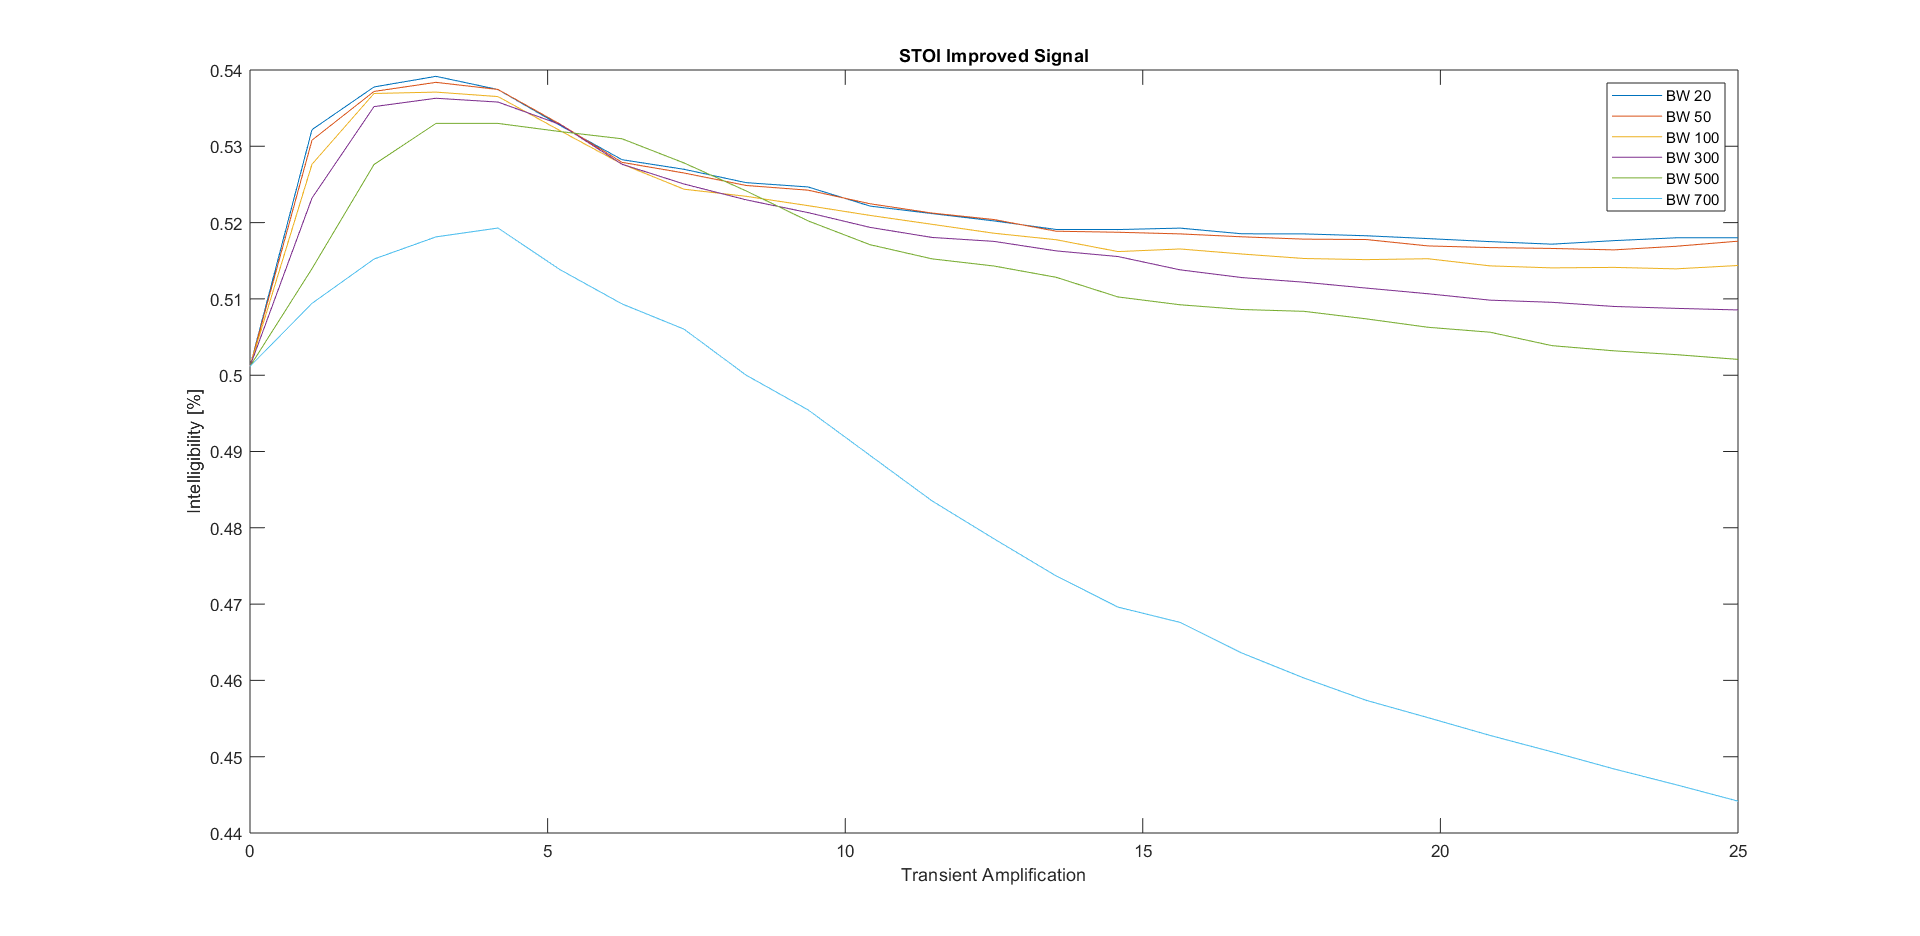 STOI Improved Signal
0.54
0.53
0.52
0.51
0.5
0.49
0.48
0.47
0.46
0.45
0.44
Intelligibility [%]
BW 20
BW 50
BW 100
BW 300
BW 500
BW 700
0 5 10 15 20 25
Transient Amplification